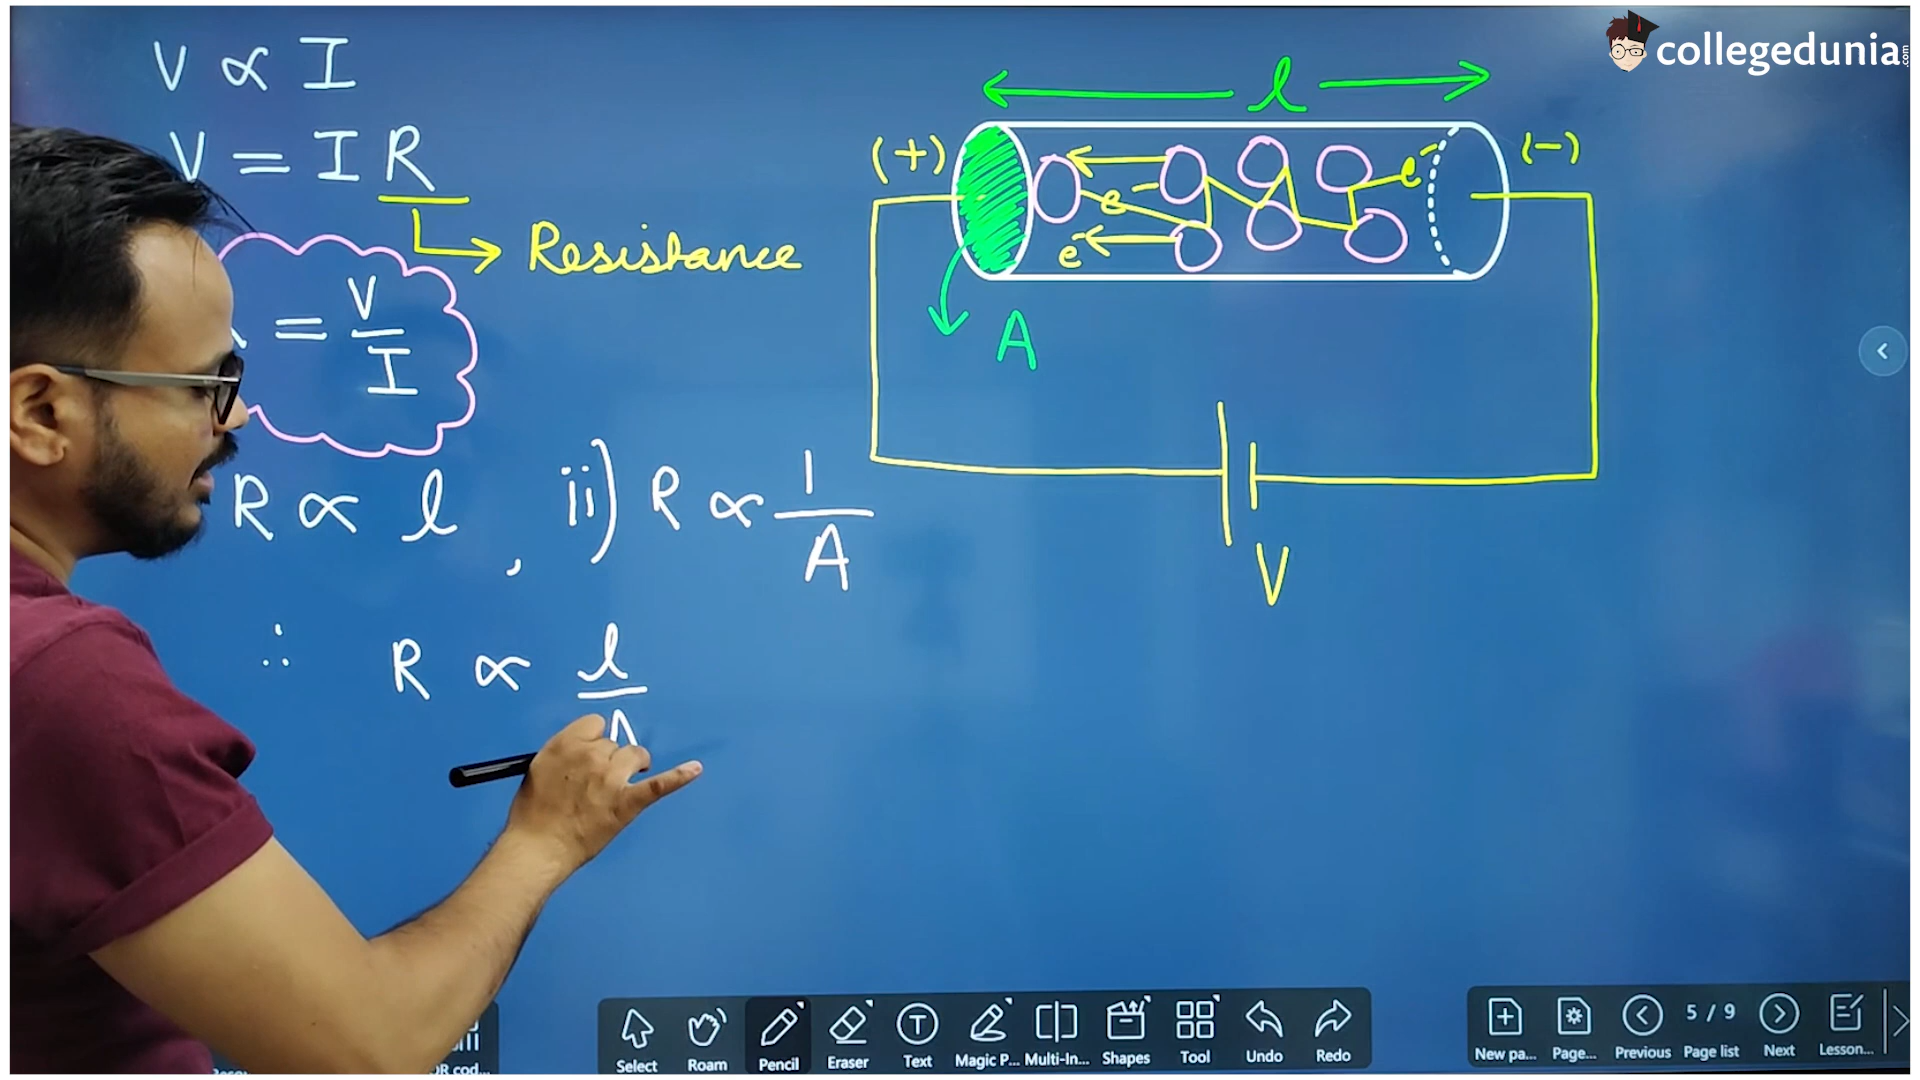 collegedunia
.com
V ∝ I
V = I R
Resistance
= V/I
R ∝ l , ii) R ∝ 1/A
∴ R ∝ l/A
l
(+)
(-)
e⁻
e⁻
e⁻
A
V
Select
Roam
Pencil
Eraser
Text
Magic P...
Multi-In...
Shapes
Tool
Undo
Redo
New pa...
Page...
Previous
5 / 9
Page list
Next
Lesson...